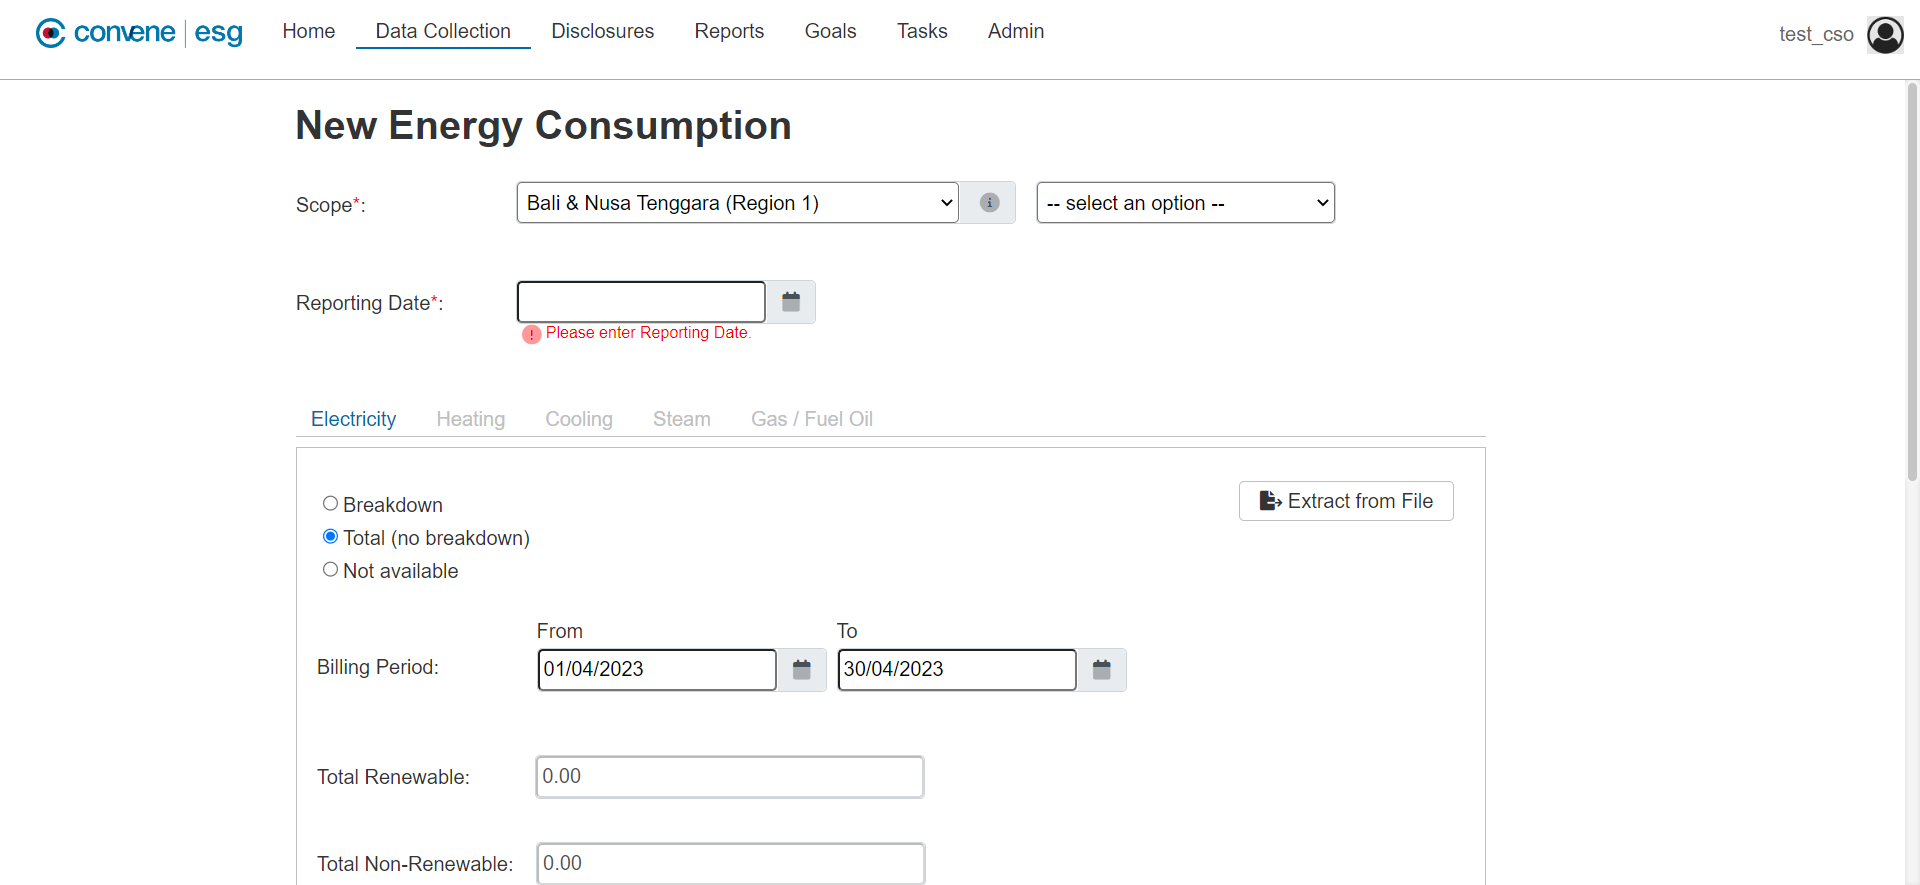 convene esg Home Data Collection Disclosures Reports Goals Tasks Admin test_cso
New Energy Consumption
Scope*: Bali & Nusa Tenggara (Region 1) -- select an option --
Reporting Date*:
Please enter Reporting Date.
Electricity Heating Cooling Steam Gas / Fuel Oil
Breakdown Extract from File
Total (no breakdown)
Not available
From To
Billing Period: 01/04/2023 30/04/2023
Total Renewable: 0.00
Total Non-Renewable: 0.00